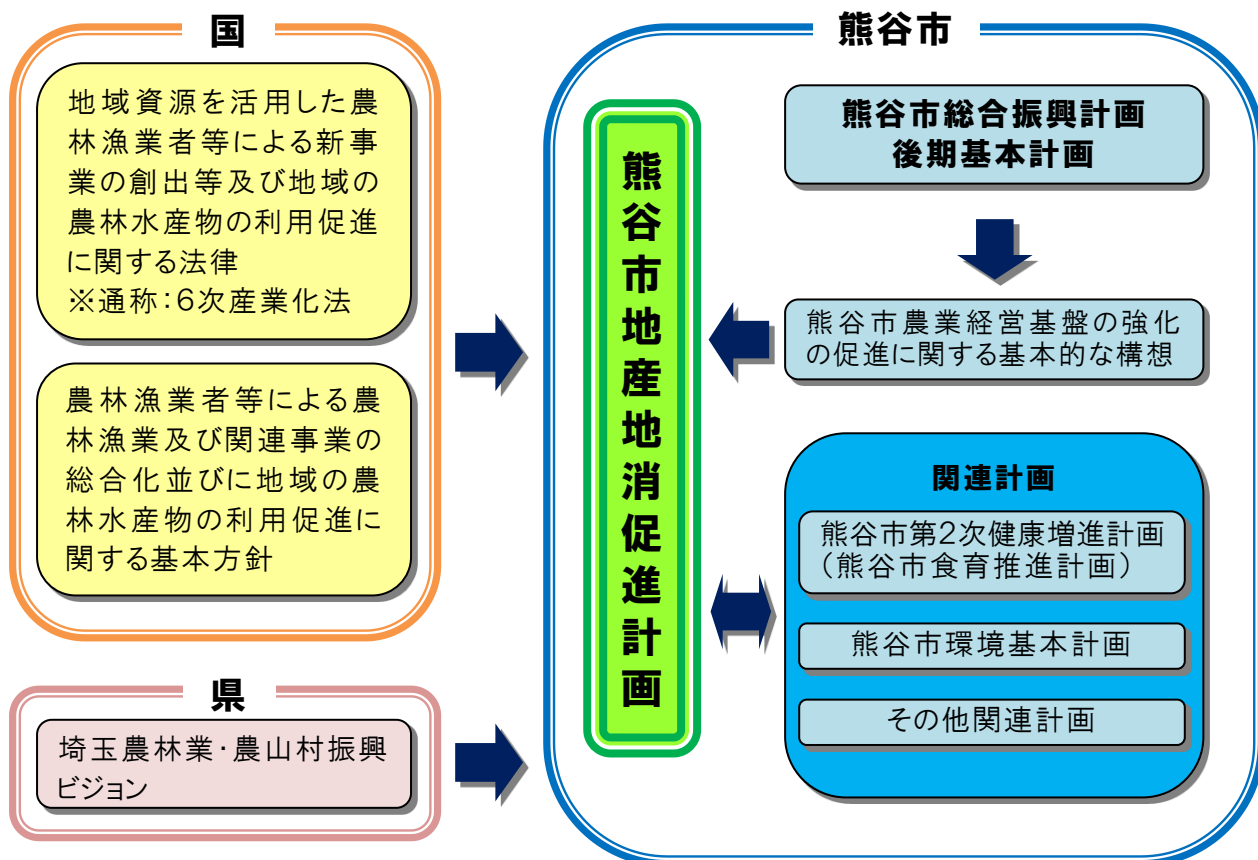 国
地域資源を活用した農
林漁業者等による新事
業の創出等及び地域の
農林水産物の利用促進
に関する法律
※通称：6次産業化法
農林漁業者等による農
林漁業及び関連事業の
総合化並びに地域の農
林水産物の利用促進に
関する基本方針
県
埼玉農林業・農山村振興
ビジョン
熊谷市
熊谷市地産地消促進計画
熊谷市総合振興計画
後期基本計画
熊谷市農業経営基盤の強化
の促進に関する基本的な構想
関連計画
熊谷市第2次健康増進計画
（熊谷市食育推進計画）
熊谷市環境基本計画
その他関連計画